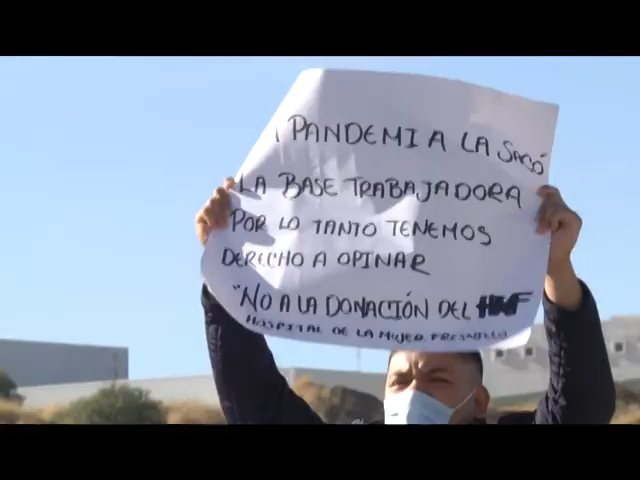 ¡PANDEMIA LA SACÓ
LA BASE TRABAJADORA
POR LO TANTO TENEMOS
DERECHO A OPINAR
"NO A LA DONACIÓN DEL HMF
HOSPITAL DE LA MUJER FRESNILLO